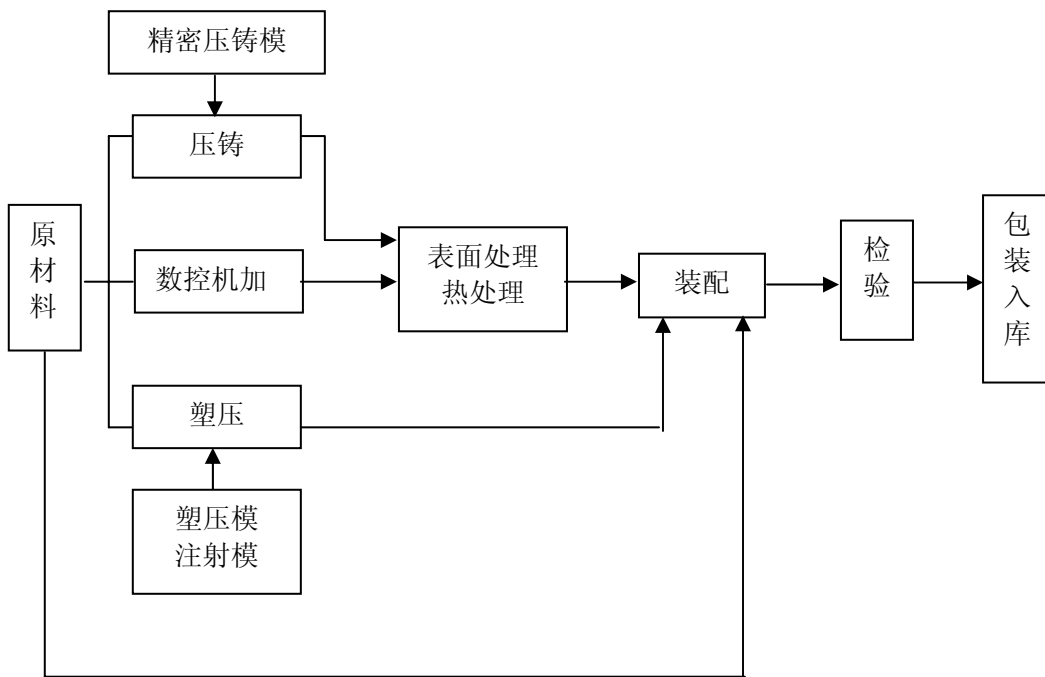 精密压铸模
压铸
原
材
料
数控机加
表面处理
热处理
装配
检
验
包
装
入
库
塑压
塑压模
注射模